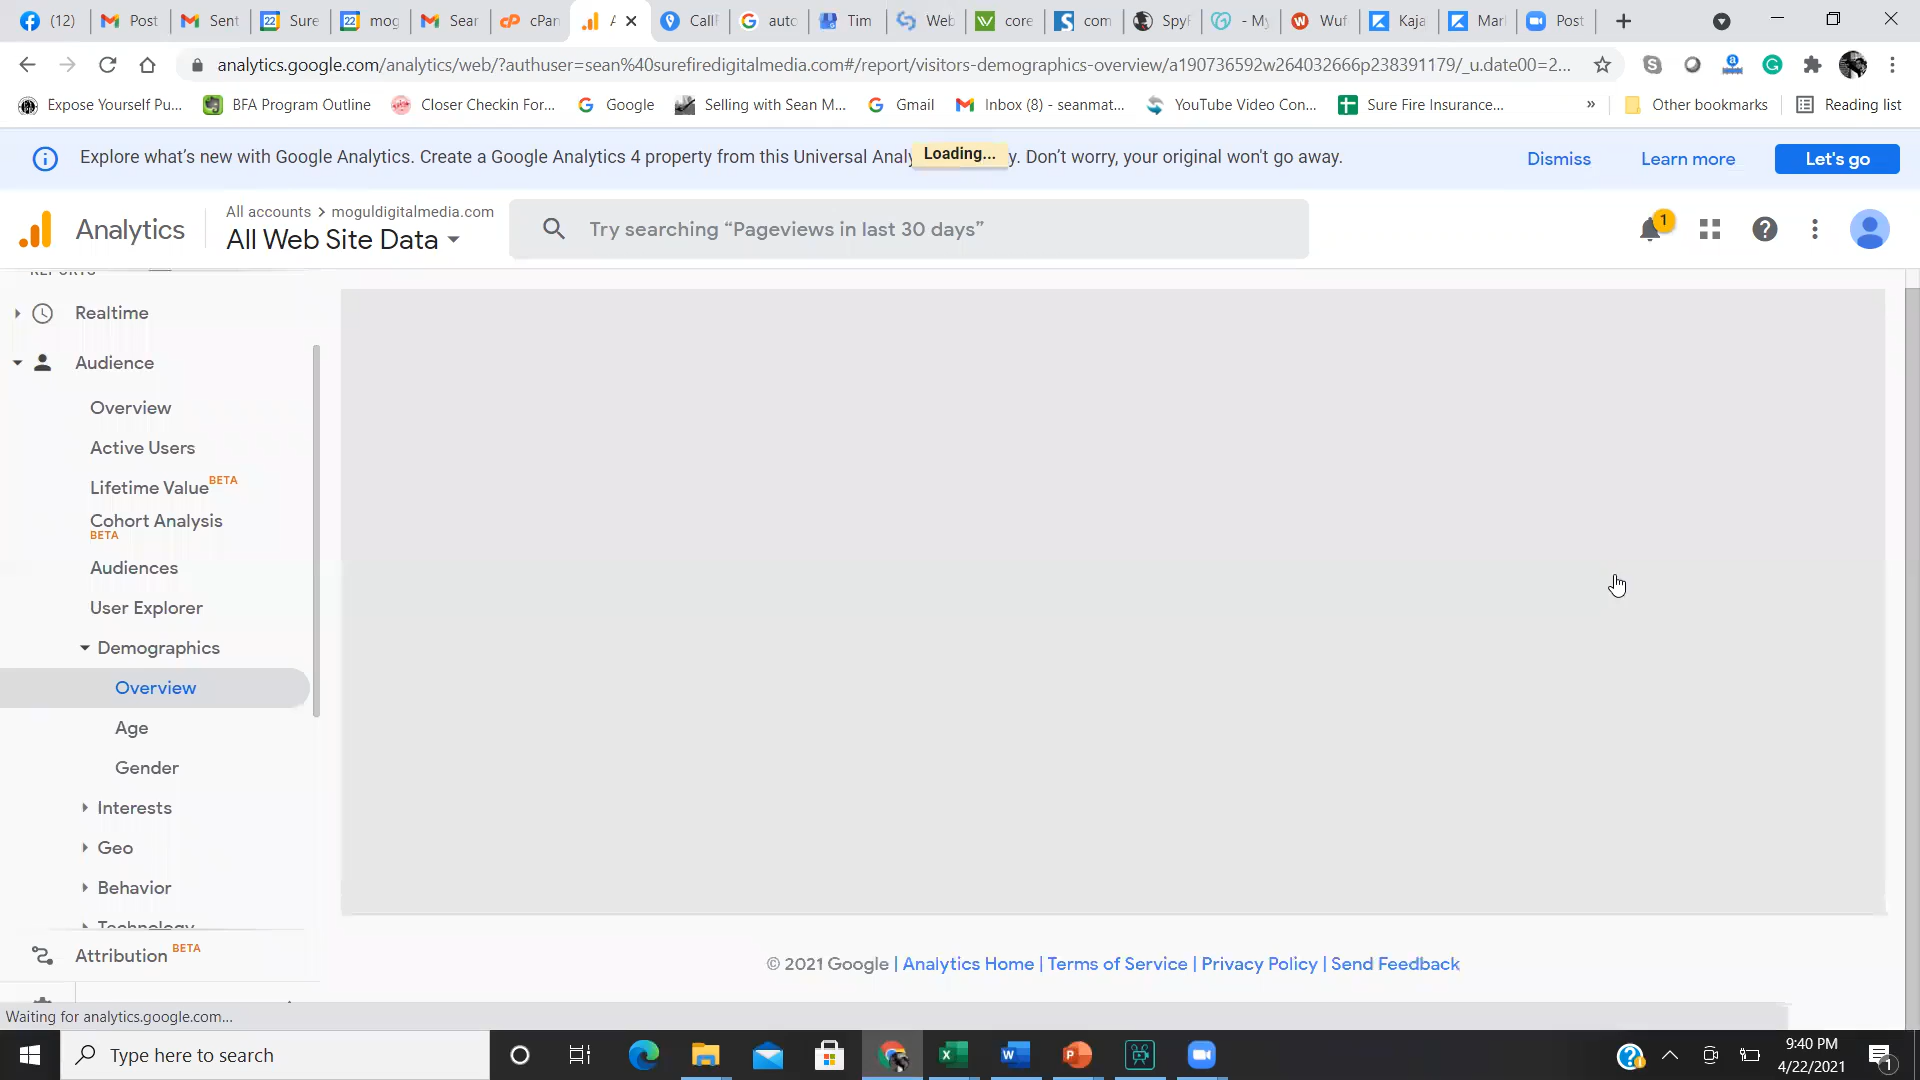 (12) Post Sent Sure mog Sear cPan A Call autc Tim Web core com SpyF - My Wuf Kaja Mar Post
analytics.google.com/analytics/web/?authuser=sean%40surefiredigitalmedia.com#/report/visitors-demographics-overview/a190736592w264032666p238391179/_u.date00=2...
Expose Yourself Pu... BFA Program Outline Closer Checkin For... Google Selling with Sean M... Gmail Inbox (8) - seanmat... YouTube Video Con... Sure Fire Insurance... » Other bookmarks Reading list
Explore what's new with Google Analytics. Create a Google Analytics 4 property from this Universal Analy Loading... y. Don't worry, your original won't go away. Dismiss Learn more Let's go
All accounts > moguldigitalmedia.com
Analytics All Web Site Data Try searching “Pageviews in last 30 days” 1
REPORTS
Realtime
Audience
Overview
Active Users
Lifetime Value BETA
Cohort Analysis
BETA
Audiences
User Explorer
Demographics
Overview
Age
Gender
Interests
Geo
Behavior
Technology
Attribution BETA
© 2021 Google | Analytics Home | Terms of Service | Privacy Policy | Send Feedback
Waiting for analytics.google.com...
Type here to search
9:40 PM
4/22/2021
1